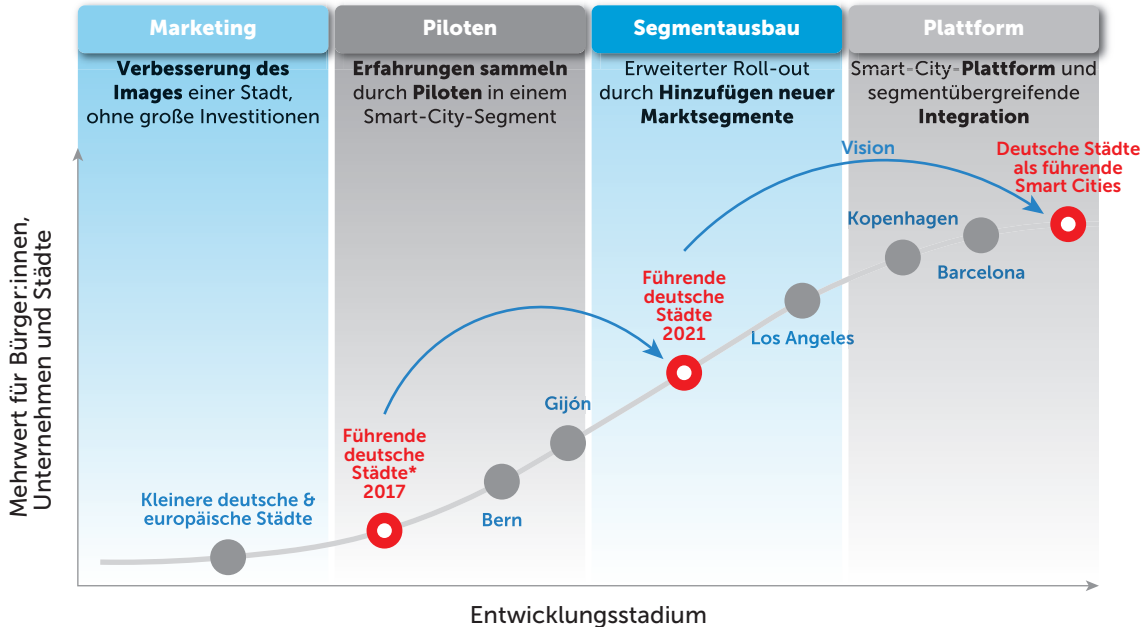 Marketing
Piloten
Segmentausbau
Plattform
Verbesserung des
Images einer Stadt,
ohne große Investitionen
Erfahrungen sammeln
durch Piloten in einem
Smart-City-Segment
Erweiterter Roll-out
durch Hinzufügen neuer
Marktsegmente
Smart-City-Plattform und
segmentübergreifende
Integration
Vision
Deutsche Städte
als führende
Smart Cities
Kopenhagen
Barcelona
Führende
deutsche
Städte
2021
Los Angeles
Gijón
Führende
deutsche
Städte*
2017
Bern
Kleinere deutsche &
europäische Städte
Mehrwert für Bürger:innen,
Unternehmen und Städte
Entwicklungsstadium